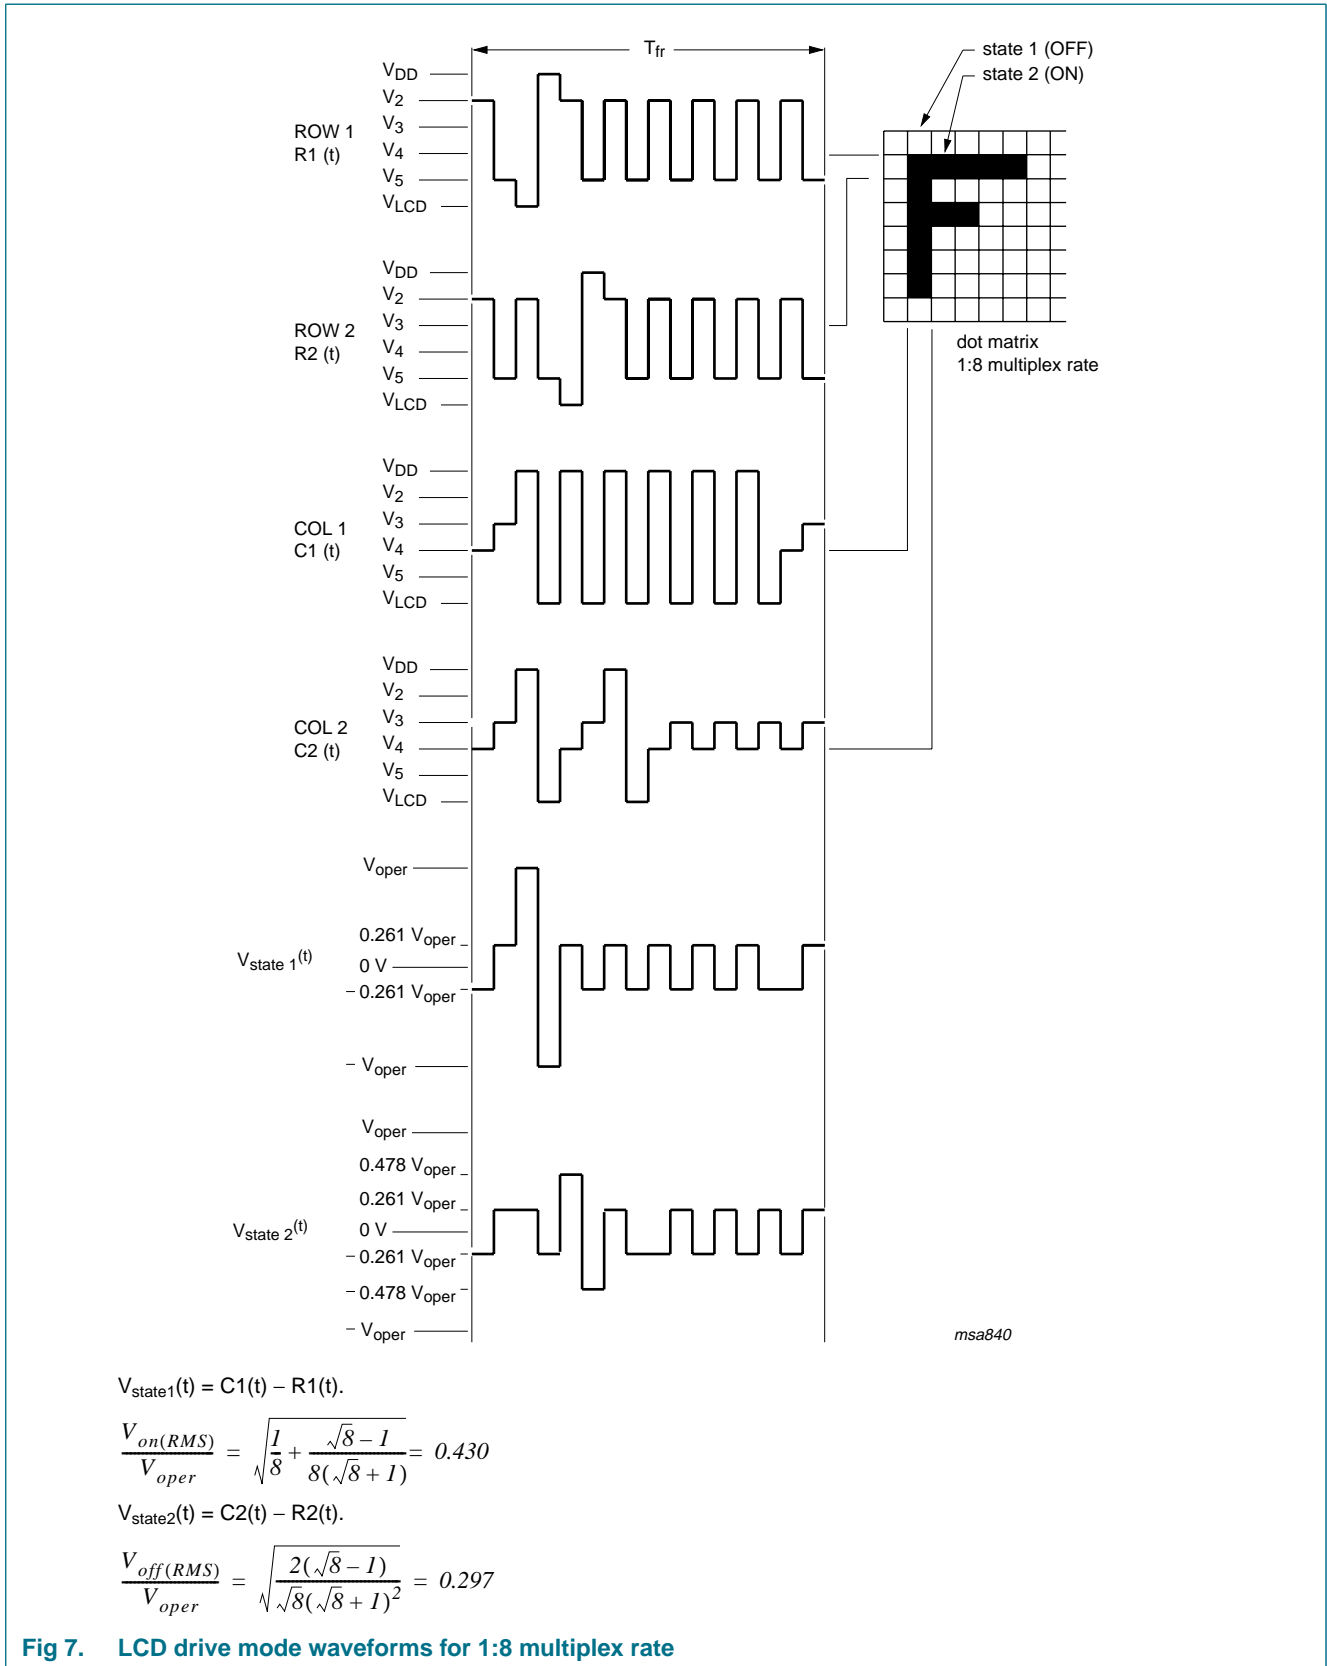 Tfr
state 1 (OFF)
state 2 (ON)
ROW 1
R1 (t)
VDD
V2
V3
V4
V5
VLCD
ROW 2
R2 (t)
VDD
V2
V3
V4
V5
VLCD
dot matrix
1:8 multiplex rate
COL 1
C1 (t)
VDD
V2
V3
V4
V5
VLCD
COL 2
C2 (t)
VDD
V2
V3
V4
V5
VLCD
Vstate 1(t)
Voper
0.261 Voper
0 V
− 0.261 Voper
− Voper
Vstate 2(t)
Voper
0.478 Voper
0.261 Voper
0 V
− 0.261 Voper
− 0.478 Voper
− Voper
msa840
Vstate1(t) = C1(t) − R1(t).
Von(RMS) / Voper = √(1/8 + (√8 − 1) / (8(√8 + 1))) = 0.430
Vstate2(t) = C2(t) − R2(t).
Voff(RMS) / Voper = √(2(√8 − 1) / (√8(√8 + 1)²)) = 0.297
Fig 7. LCD drive mode waveforms for 1:8 multiplex rate